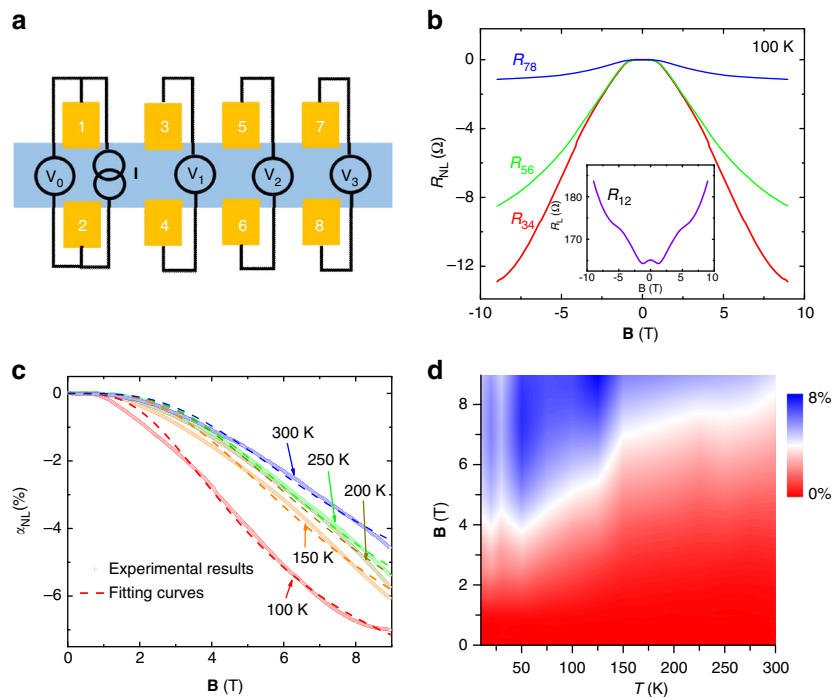 a
1
3
5
7
V0
I
V1
V2
V3
2
4
6
8
b
100 K
R78
R56
R34
R12
RNL (Ω)
0
−4
−8
−12
-10
-5
0
5
10
B (T)
RL (Ω)
180
170
-10
-5
0
5
10
B (T)
c
αNL(%)
0
−2
−4
−6
300 K
250 K
200 K
150 K
100 K
Experimental results
Fitting curves
0
2
4
6
8
B (T)
d
B (T)
8
6
4
2
0
50
100
150
200
250
300
T (K)
8%
0%